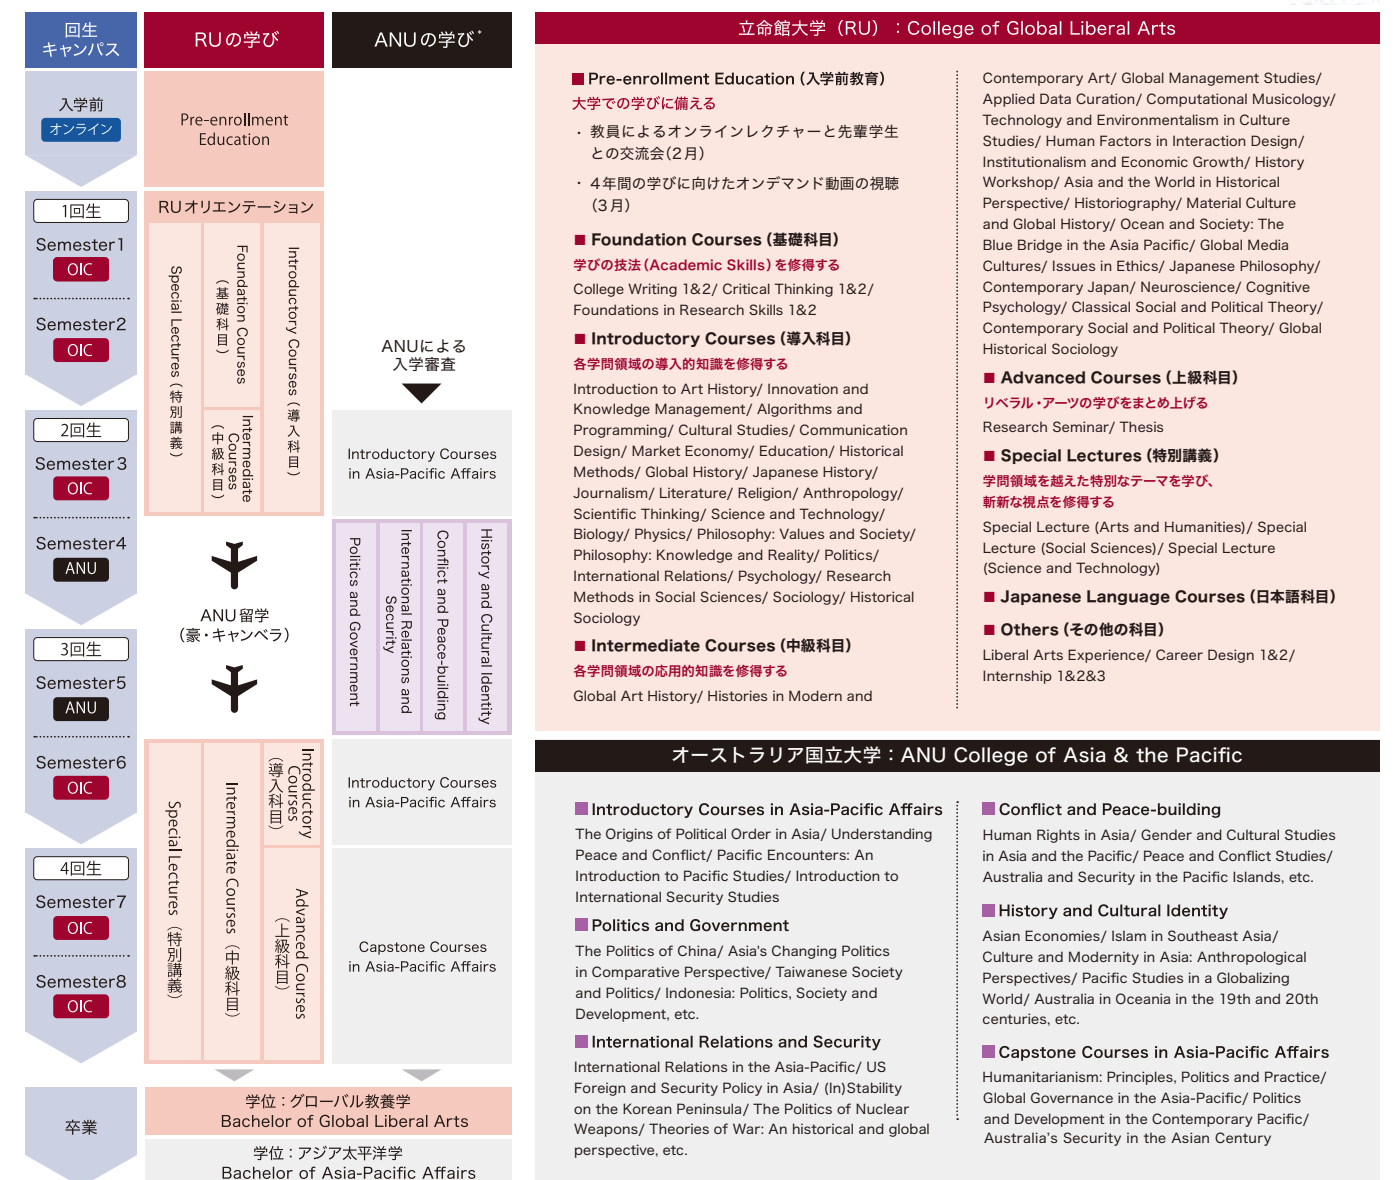 回生
キャンパス
RUの学び
ANUの学び*
入学前
オンライン
Pre-enrollment
Education
1回生
Semester1
OIC
Semester2
OIC
2回生
Semester3
OIC
Semester4
ANU
3回生
Semester5
ANU
Semester6
OIC
4回生
Semester7
OIC
Semester8
OIC
卒業
RUオリエンテーション
Special Lectures（特別講義）
Foundation Courses
（基礎科目）
Intermediate
Courses
（中級科目）
Introductory Courses（導入科目）
ANU留学
（豪・キャンベラ）
Special Lectures（特別講義）
Intermediate Courses（中級科目）
Introductory
Courses
（導入科目）
Advanced Courses
（上級科目）
ANUによる
入学審査
Introductory Courses
in Asia-Pacific Affairs
Politics and Government
International Relations and
Security
Conflict and Peace-building
History and Cultural Identity
Introductory Courses
in Asia-Pacific Affairs
Capstone Courses
in Asia-Pacific Affairs
学位：グローバル教養学
Bachelor of Global Liberal Arts
学位：アジア太平洋学
Bachelor of Asia-Pacific Affairs
立命館大学（RU）：College of Global Liberal Arts
■ Pre-enrollment Education（入学前教育）
大学での学びに備える
・ 教員によるオンラインレクチャーと先輩学生
との交流会（2月）
・ 4年間の学びに向けたオンデマンド動画の視聴
（3月）
■ Foundation Courses（基礎科目）
学びの技法（Academic Skills）を修得する
College Writing 1&2/ Critical Thinking 1&2/
Foundations in Research Skills 1&2
■ Introductory Courses（導入科目）
各学問領域の導入的知識を修得する
Introduction to Art History/ Innovation and
Knowledge Management/ Algorithms and
Programming/ Cultural Studies/ Communication
Design/ Market Economy/ Education/ Historical
Methods/ Global History/ Japanese History/
Journalism/ Literature/ Religion/ Anthropology/
Scientific Thinking/ Science and Technology/
Biology/ Physics/ Philosophy: Values and Society/
Philosophy: Knowledge and Reality/ Politics/
International Relations/ Psychology/ Research
Methods in Social Sciences/ Sociology/ Historical
Sociology
■ Intermediate Courses（中級科目）
各学問領域の応用的知識を修得する
Global Art History/ Histories in Modern and
Contemporary Art/ Global Management Studies/
Applied Data Curation/ Computational Musicology/
Technology and Environmentalism in Culture
Studies/ Human Factors in Interaction Design/
Institutionalism and Economic Growth/ History
Workshop/ Asia and the World in Historical
Perspective/ Historiography/ Material Culture
and Global History/ Ocean and Society: The
Blue Bridge in the Asia Pacific/ Global Media
Cultures/ Issues in Ethics/ Japanese Philosophy/
Contemporary Japan/ Neuroscience/ Cognitive
Psychology/ Classical Social and Political Theory/
Contemporary Social and Political Theory/ Global
Historical Sociology
■ Advanced Courses（上級科目）
リベラル・アーツの学びをまとめ上げる
Research Seminar/ Thesis
■ Special Lectures（特別講義）
学問領域を越えた特別なテーマを学び、
斬新な視点を修得する
Special Lecture (Arts and Humanities)/ Special
Lecture (Social Sciences)/ Special Lecture
(Science and Technology)
■ Japanese Language Courses（日本語科目）
■ Others（その他の科目）
Liberal Arts Experience/ Career Design 1&2/
Internship 1&2&3
オーストラリア国立大学：ANU College of Asia & the Pacific
■ Introductory Courses in Asia-Pacific Affairs
The Origins of Political Order in Asia/ Understanding
Peace and Conflict/ Pacific Encounters: An
Introduction to Pacific Studies/ Introduction to
International Security Studies
■ Politics and Government
The Politics of China/ Asia's Changing Politics
in Comparative Perspective/ Taiwanese Society
and Politics/ Indonesia: Politics, Society and
Development, etc.
■ International Relations and Security
International Relations in the Asia-Pacific/ US
Foreign and Security Policy in Asia/ (In)Stability
on the Korean Peninsula/ The Politics of Nuclear
Weapons/ Theories of War: An historical and global
perspective, etc.
■ Conflict and Peace-building
Human Rights in Asia/ Gender and Cultural Studies
in Asia and the Pacific/ Peace and Conflict Studies/
Australia and Security in the Pacific Islands, etc.
■ History and Cultural Identity
Asian Economies/ Islam in Southeast Asia/
Culture and Modernity in Asia: Anthropological
Perspectives/ Pacific Studies in a Globalizing
World/ Australia in Oceania in the 19th and 20th
centuries, etc.
■ Capstone Courses in Asia-Pacific Affairs
Humanitarianism: Principles, Politics and Practice/
Global Governance in the Asia-Pacific/ Politics
and Development in the Contemporary Pacific/
Australia's Security in the Asian Century